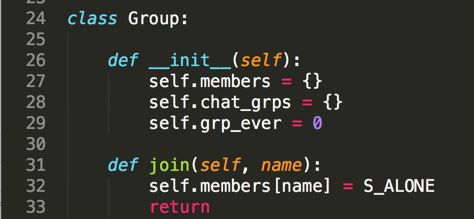 24 class Group:
25
26     def __init__(self):
27         self.members = {}
28         self.chat_grps = {}
29         self.grp_ever = 0
30
31     def join(self, name):
32         self.members[name] = S_ALONE
33         return